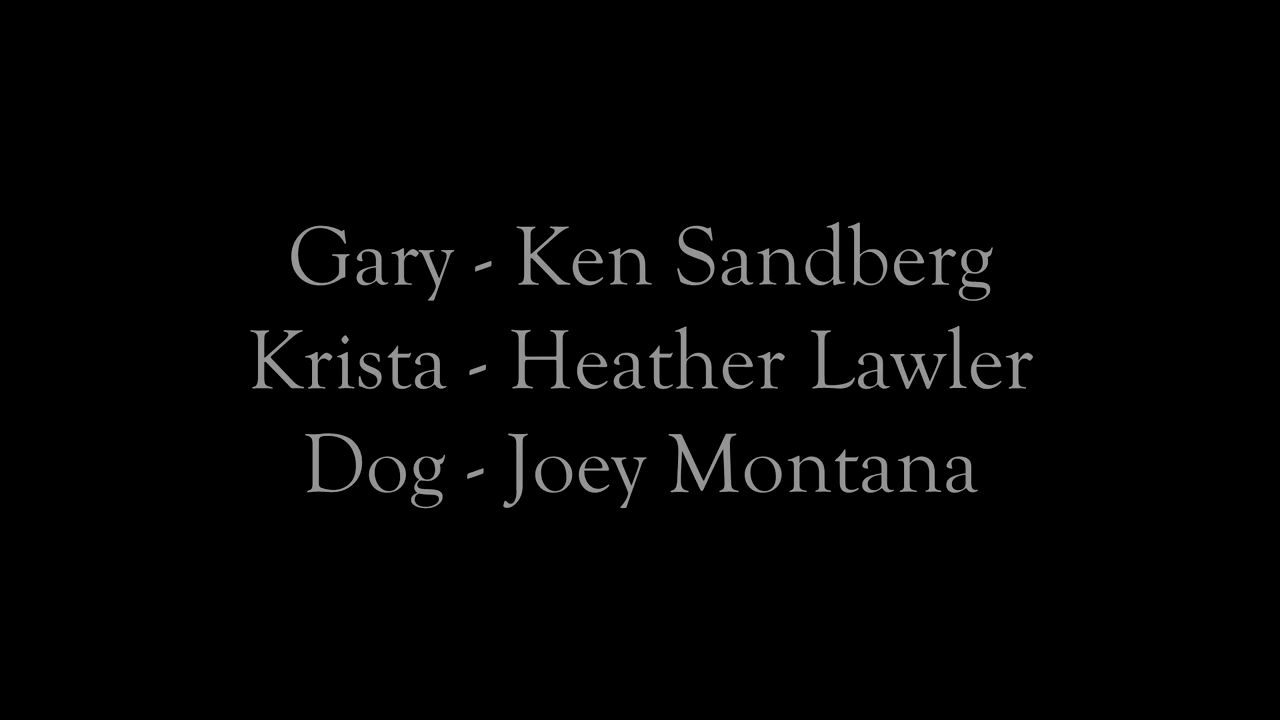 Gary - Ken Sandberg
Krista - Heather Lawler
Dog - Joey Montana